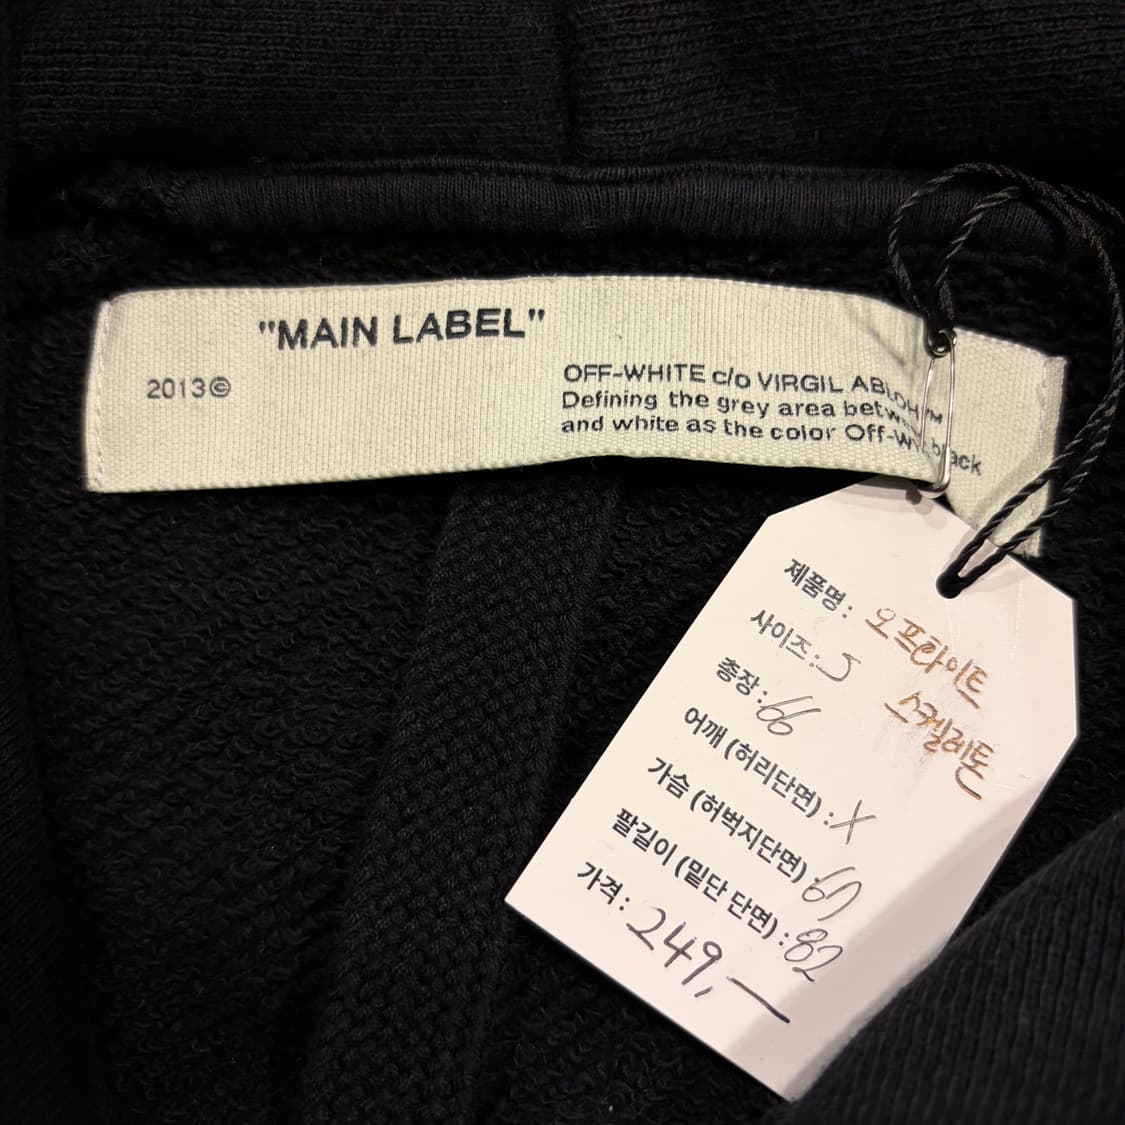 "MAIN LABEL"
2013©
OFF-WHITE c/o VIRGIL ABLOH™
Defining the grey area between black
and white as the color Off-Wh
제품명: 오프화이트
스켈레톤
사이즈: S
총장: 66
어깨 (허리단면): X
가슴 (허벅지단면): 67
팔길이 (밑단 단면): 82
가격: 249,—